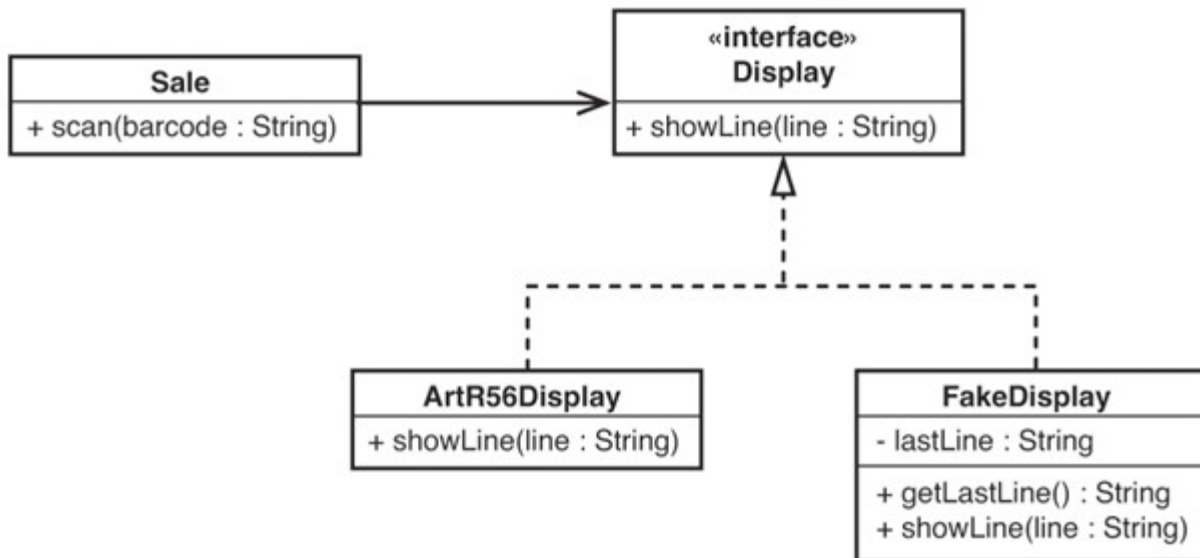 «interface»
Display
+ showLine(line : String)
Sale
+ scan(barcode : String)
ArtR56Display
+ showLine(line : String)
FakeDisplay
- lastLine : String
+ getLastLine() : String
+ showLine(line : String)